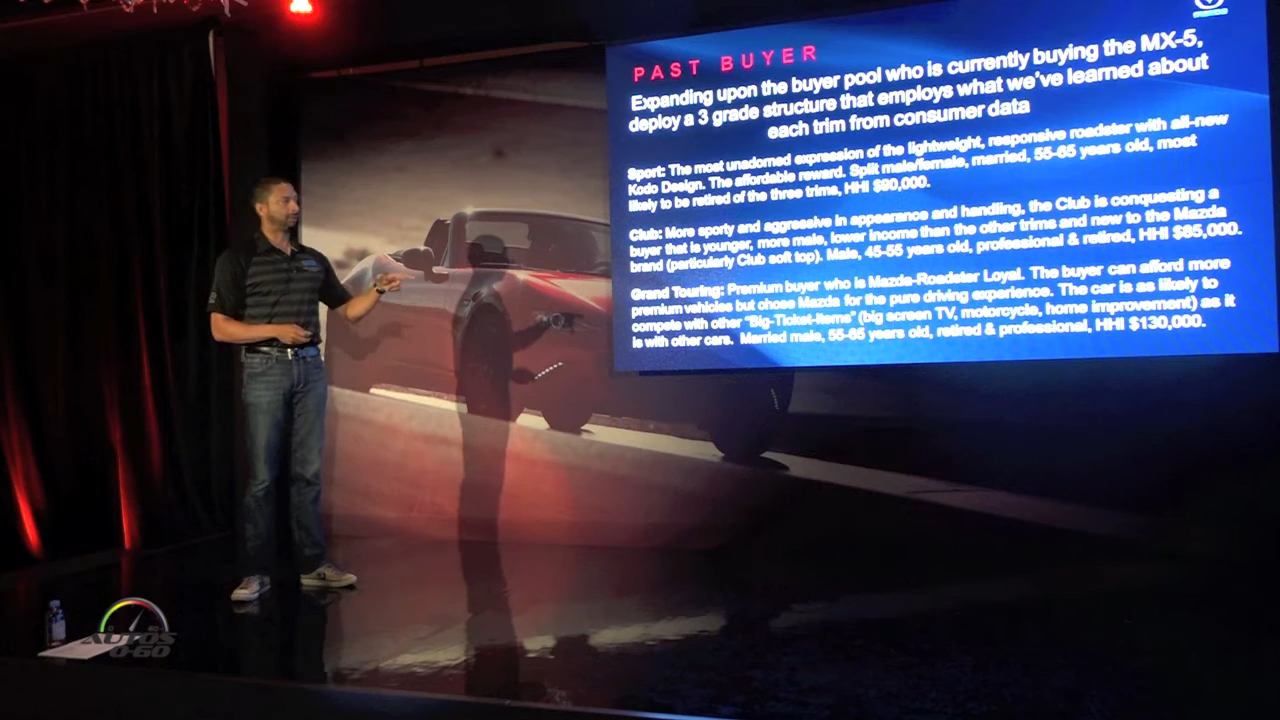 PAST BUYER
Expanding upon the buyer pool who is currently buying the MX-5,
deploy a 3 grade structure that employs what we've learned about
each trim from consumer data
Sport: The most unadorned expression of the lightweight, responsive roadster with all-new
Kodo Design. The affordable reward. Split male/female, married, 55-65 years old, most
likely to be retired of the three trims, HHI $90,000.
Club: More sporty and aggressive in appearance and handling, the Club is conquesting a
buyer that is younger, more male, lower income than the other trims and new to the Mazda
brand (particularly Club soft top). Male, 45-55 years old, professional & retired, HHI $85,000.
Grand Touring: Premium buyer who is Mazda-Roadster Loyal. The buyer can afford more
premium vehicles but chose Mazda for the pure driving experience. The car is as likely to
compete with other "Big-Ticket-Items" (big screen TV, motorcycle, home improvement) as it
is with other cars. Married male, 55-65 years old, retired & professional, HHI $130,000.
AUTOS
0-60